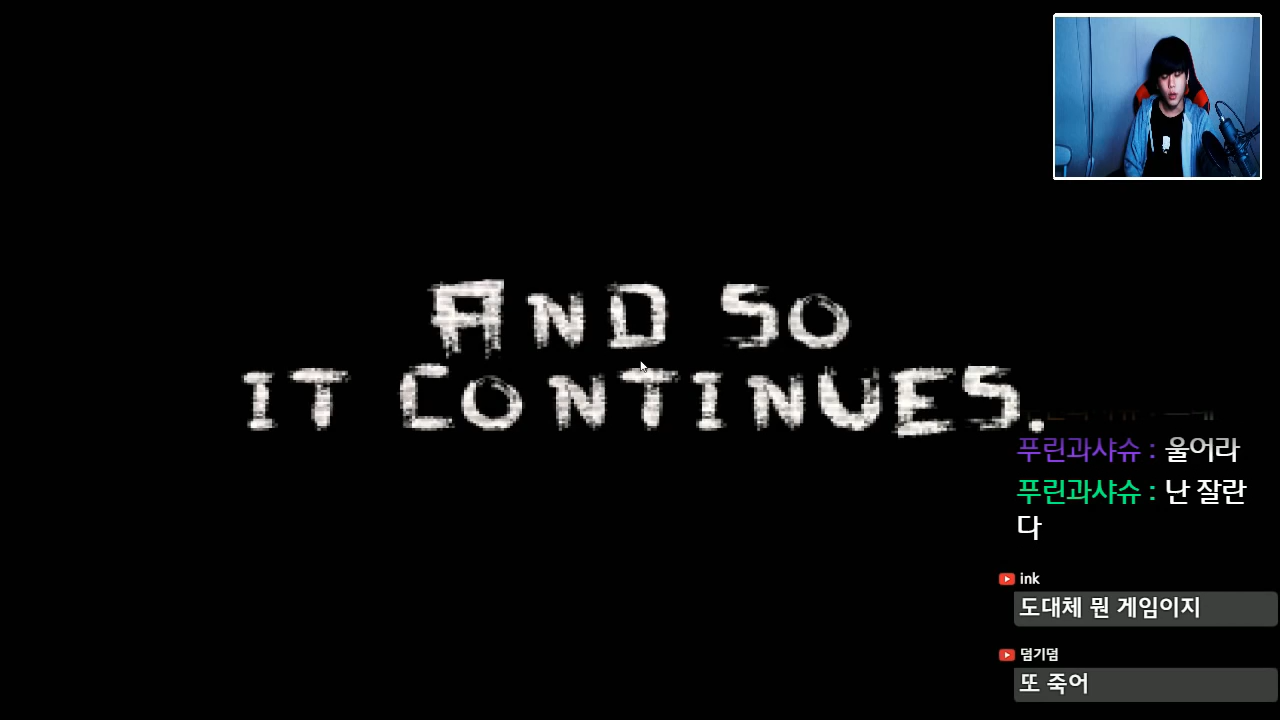 AND SO
IT CONTINUES.
푸린과샤슈 : 울어라
푸린과샤슈 : 난 잘란
다
ink
도대체 뭔 게임이지
덤기덤
또 죽어